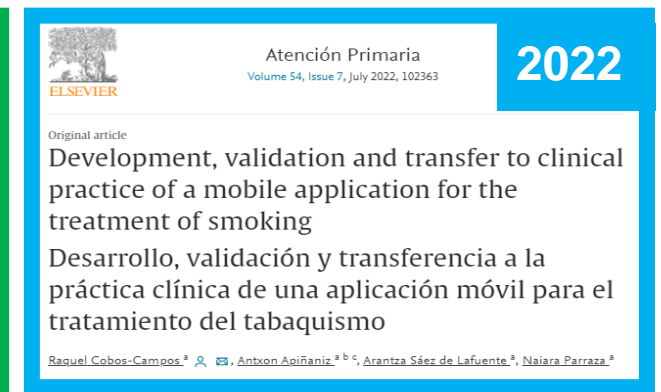 ELSEVIER
Atención Primaria
Volume 54, Issue 7, July 2022, 102363
2022
Original article
Development, validation and transfer to clinical
practice of a mobile application for the
treatment of smoking
Desarrollo, validación y transferencia a la
práctica clínica de una aplicación móvil para el
tratamiento del tabaquismo
Raquel Cobos-Campos a, Antxon Apiñaniz a b c, Arantza Sáez de Lafuente a, Naiara Parraza a